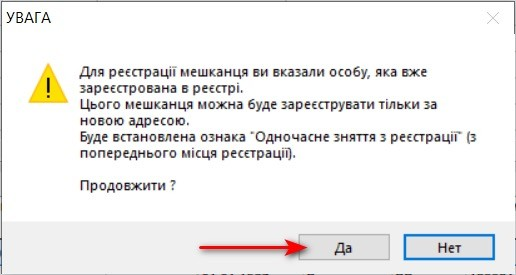 УВАГА
Для реєстрації мешканця ви вказали особу, яка вже
зареєстрована в реєстрі.
Цього мешканця можна буде зареєструвати тільки за
новою адресою.
Буде встановлена ознака "Одночасне зняття з реєстрації" (з
попереднього місця реєстрації).
Продовжити ?
Да
Нет